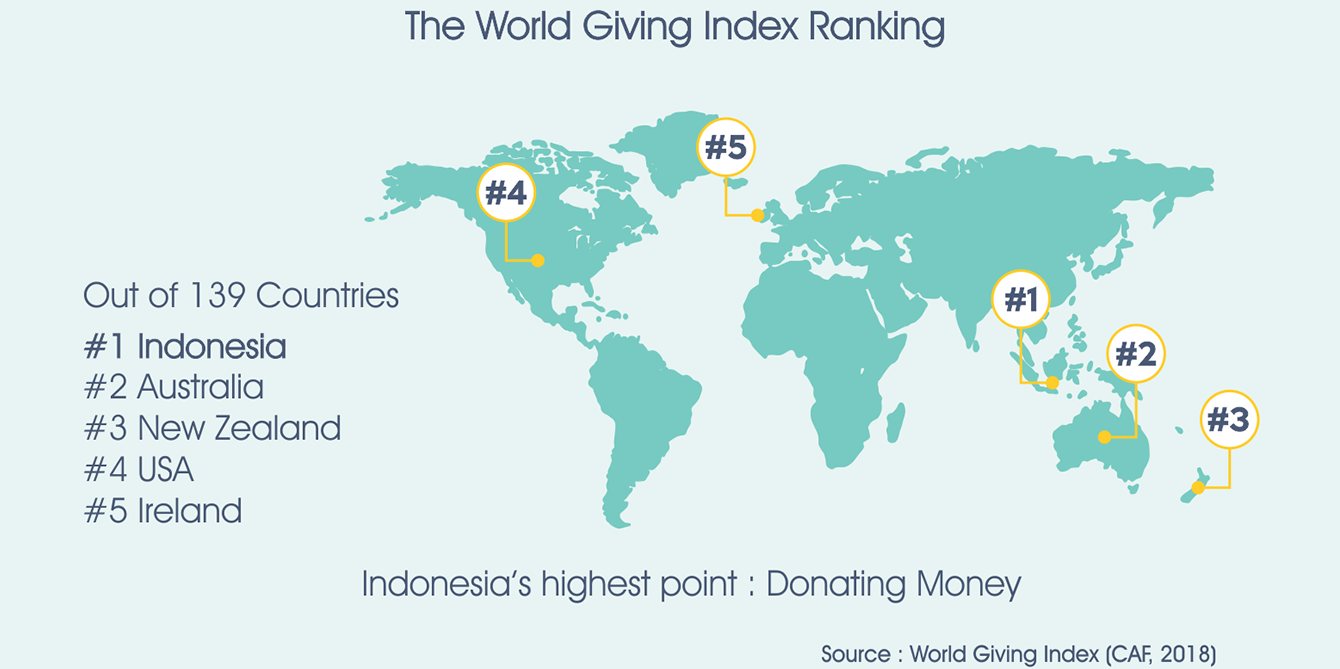 The World Giving Index Ranking
#5
#4
#1
#2
#3
Out of 139 Countries
#1 Indonesia
#2 Australia
#3 New Zealand
#4 USA
#5 Ireland
Indonesia's highest point : Donating Money
Source : World Giving Index (CAF, 2018)